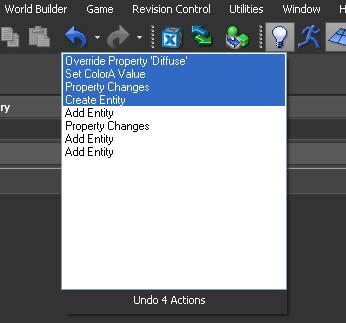 World Builder Game Revision Control Utilities Window H
ry
Override Property 'Diffuse'
Set ColorA Value
Property Changes
Create Entity
Add Entity
Property Changes
Add Entity
Add Entity
Undo 4 Actions